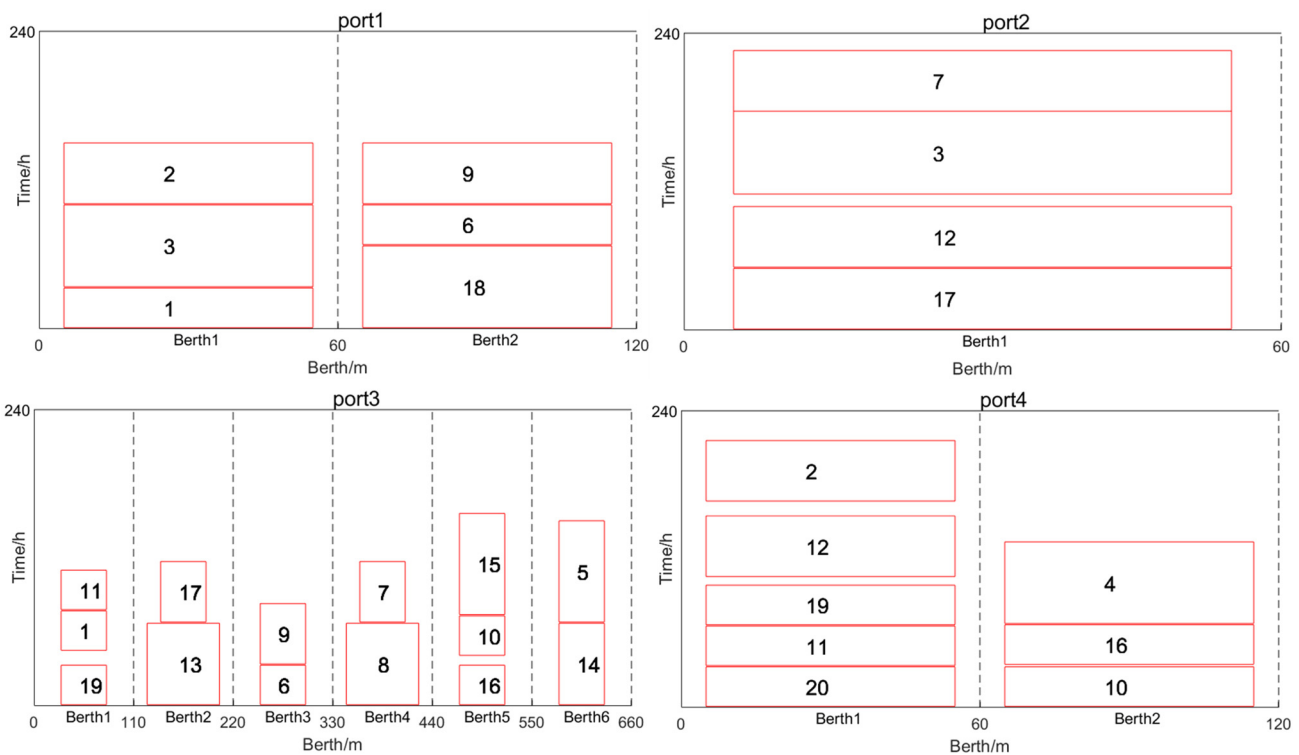 port1
240
2
9
3
6
18
1
Time/h
0
Berth1
60
Berth2
120
Berth/m
port2
240
7
3
12
17
Time/h
0
Berth1
60
Berth/m
port3
240
15
5
11
17
7
1
9
10
13
8
14
19
6
16
Time/h
0 Berth1 110 Berth2 220 Berth3 330 Berth4 440 Berth5 550 Berth6 660
Berth/m
port4
240
2
12
4
19
11
16
20
10
Time/h
0
Berth1
60
Berth2
120
Berth/m